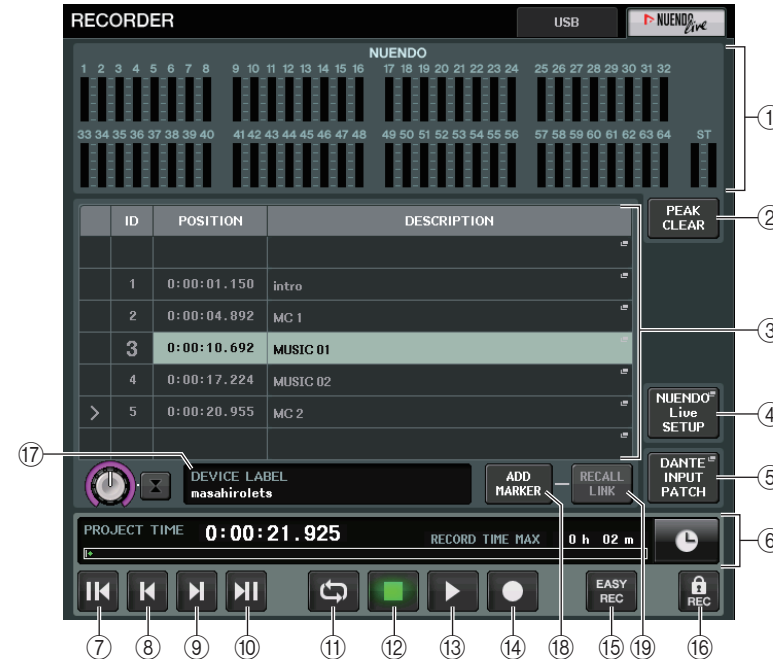 RECORDER
USB
NUENDO live
NUENDO
1 2 3 4 5 6 7 8 9 10 11 12 13 14 15 16 17 18 19 20 21 22 23 24 25 26 27 28 29 30 31 32
①
33 34 35 36 37 38 39 40 41 42 43 44 45 46 47 48 49 50 51 52 53 54 55 56 57 58 59 60 61 62 63 64 ST
PEAK CLEAR
②
ID POSITION DESCRIPTION
1 0:00:01.150 intro
2 0:00:04.892 MC 1
③
3 0:00:10.692 MUSIC 01
4 0:00:17.224 MUSIC 02
5 0:00:20.955 MC 2
NUENDO Live SETUP
④
⑰
DEVICE LABEL
masahirolets
ADD MARKER
RECALL LINK
DANTE INPUT PATCH
⑤
PROJECT TIME 0:00:21.925 RECORD TIME MAX 0 h 02 m
⑥
EASY REC
REC
⑦ ⑧ ⑨ ⑩ ⑪ ⑫ ⑬ ⑭ ⑱ ⑮ ⑲ ⑯